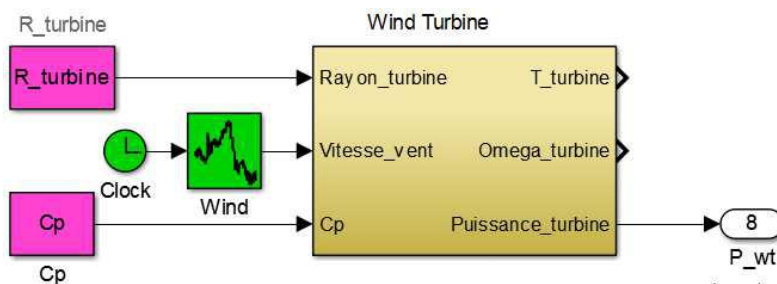 R_turbine
Wind Turbine
R_turbine
Rayon_turbine
T_turbine
Vitesse_vent
Omega_turbine
Clock
Wind
Cp
Cp
Puissance_turbine
8
Cp
P_wt